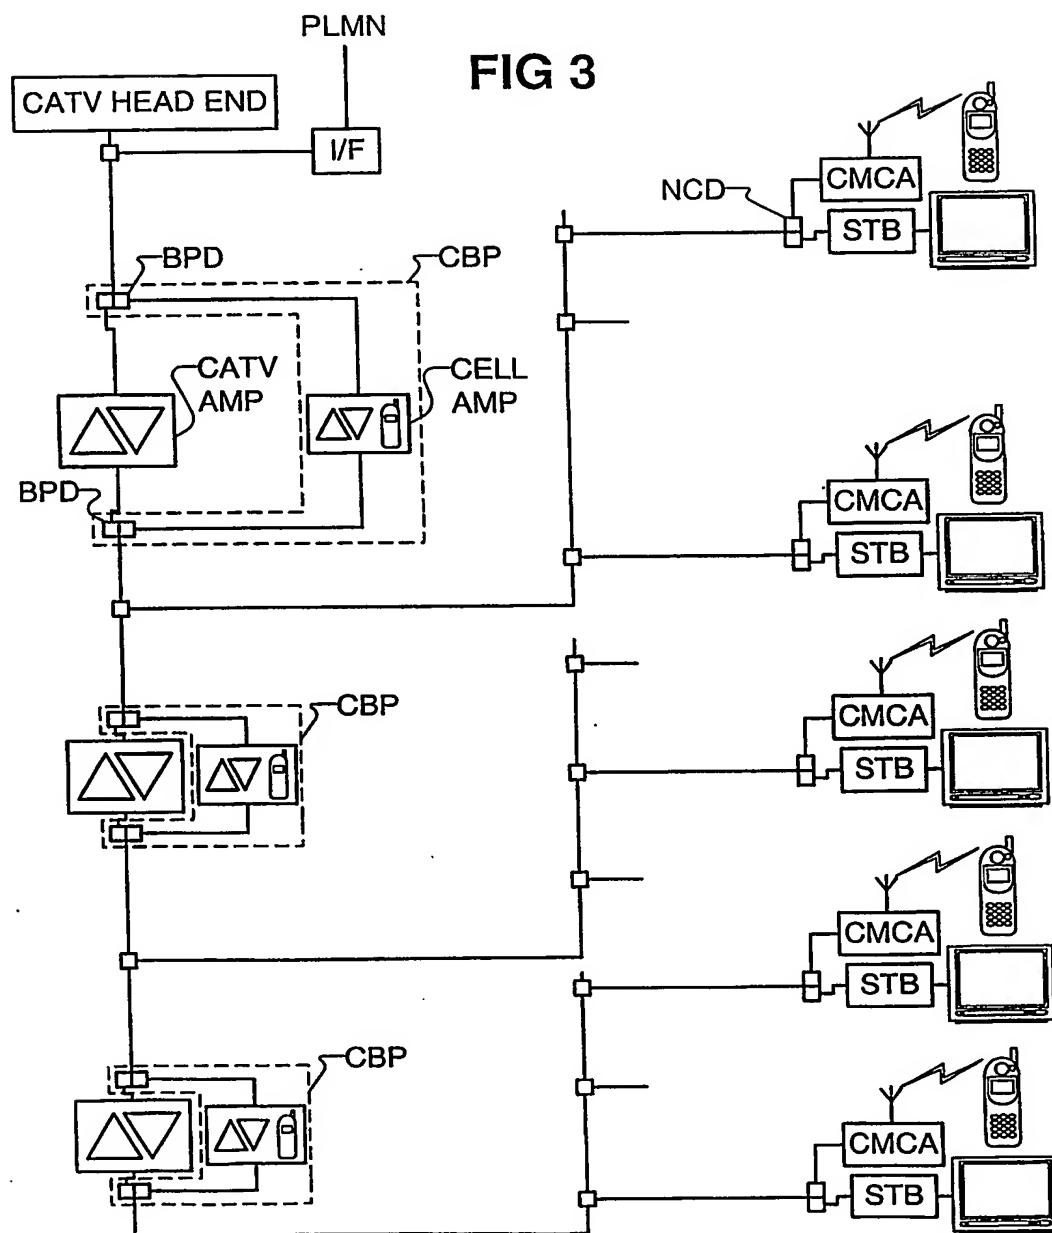 PLMN
FIG 3
CATV HEAD END
I/F
CMCA
NCD
STB
BPD
CBP
CATV
AMP
CELL
AMP
BPD
CMCA
STB
CMCA
STB
CBP
CMCA
STB
CBP
CMCA
STB